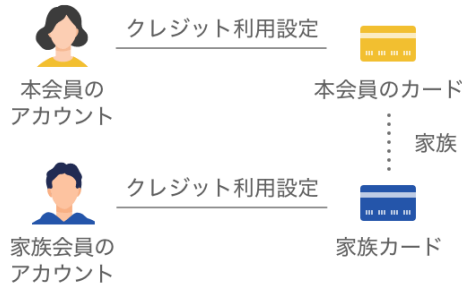 クレジット利用設定
本会員の
アカウント
本会員のカード
家族
クレジット利用設定
家族会員の
アカウント
家族カード